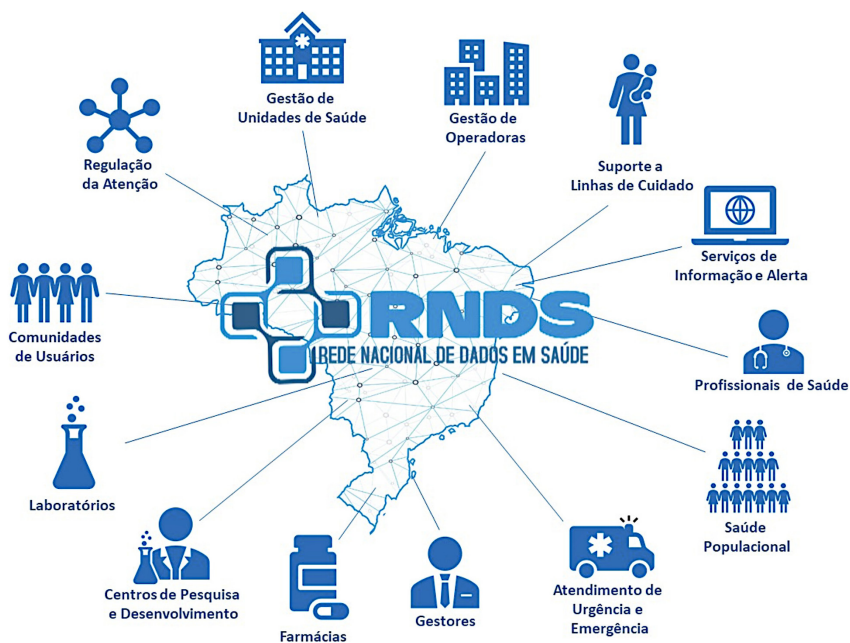 Gestão de
Unidades de Saúde
Gestão de
Operadoras
Regulação
da Atenção
Suporte a
Linhas de Cuidado
Serviços de
Informação e Alerta
Comunidades
de Usuários
RNDS
REDE NACIONAL DE DADOS EM SAÚDE
Profissionais de Saúde
Laboratórios
Saúde
Populacional
Centros de Pesquisa
e Desenvolvimento
Farmácias
Gestores
Atendimento de
Urgência e
Emergência